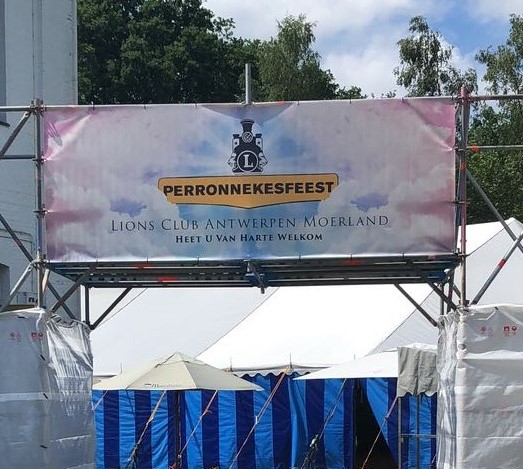 L
PERRONNEKESFEEST
LIONS CLUB ANTWERPEN MOERLAND
HEET U VAN HARTE WELKOM